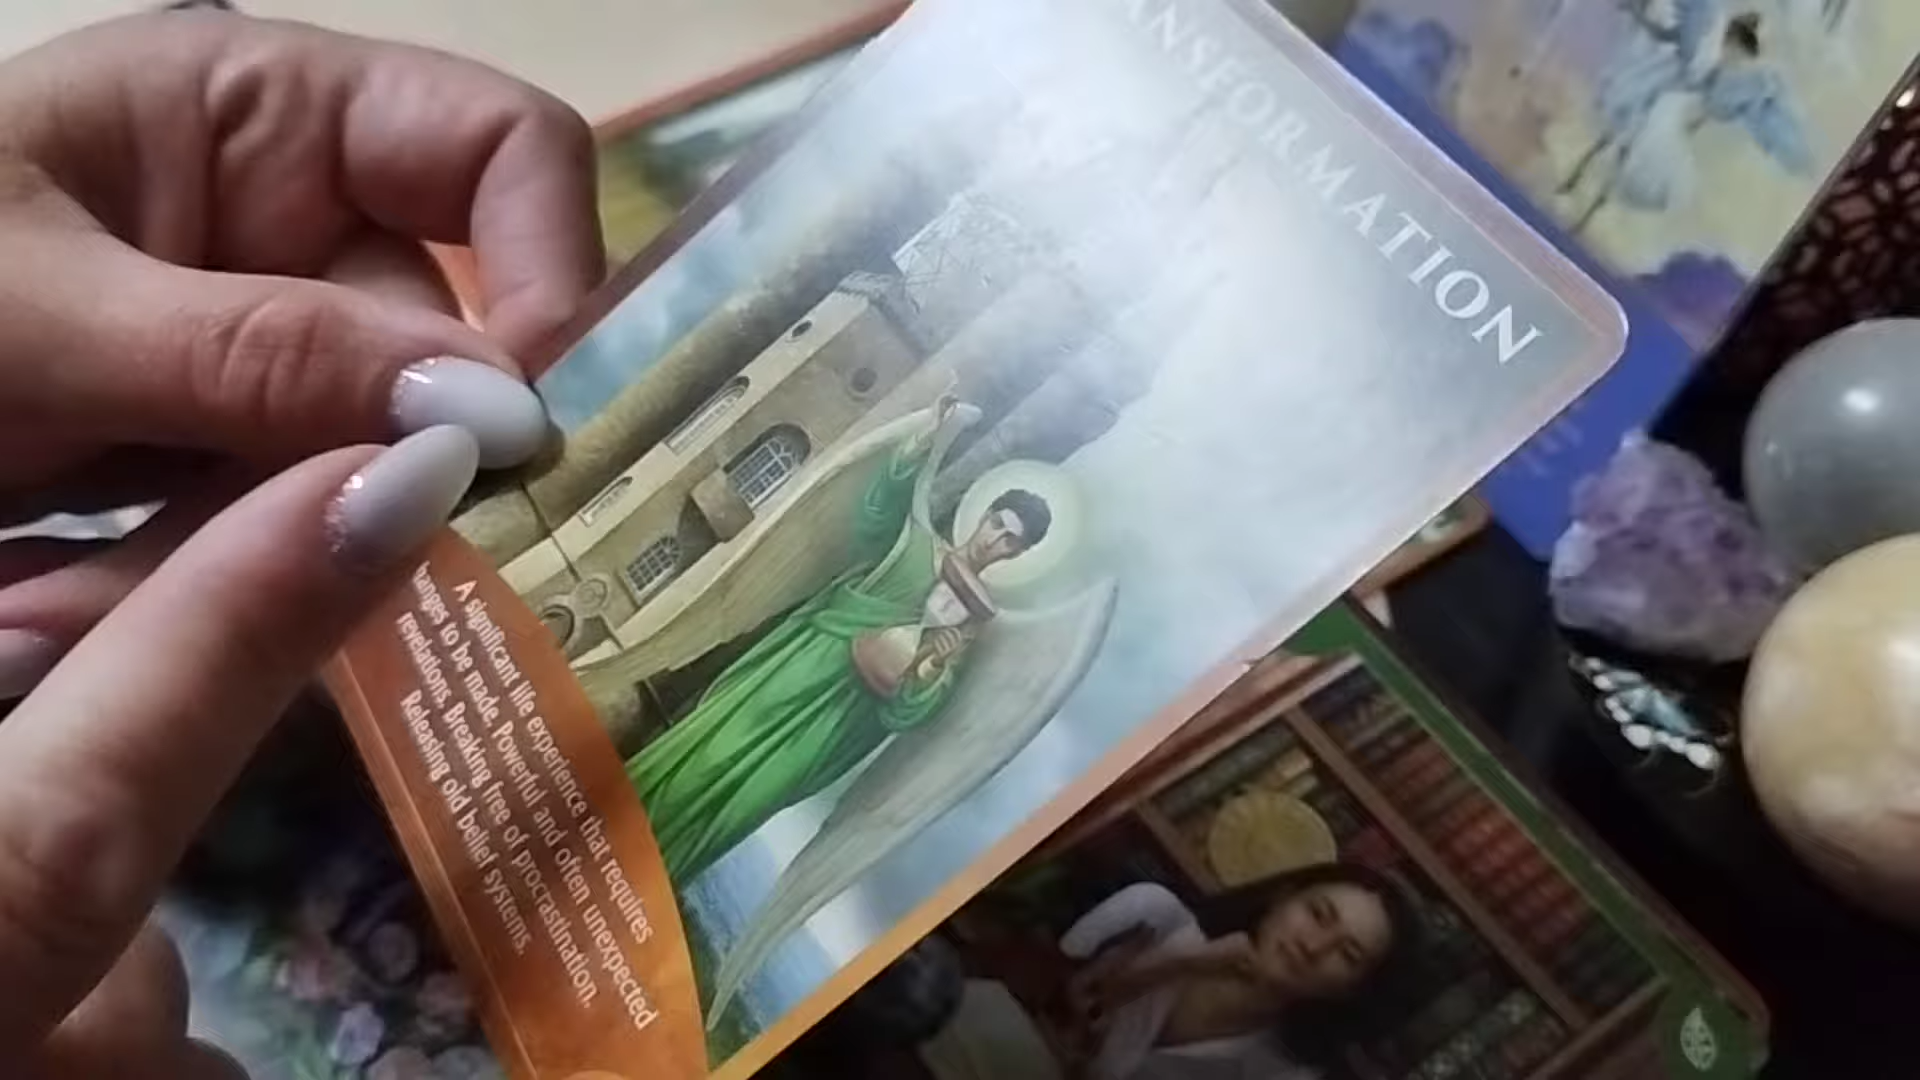 ANSFORMATION
A significant life experience that requires
hanges to be made. Powerful and often unexpected
revelations. Breaking free of procrastination.
Releasing old belief systems.